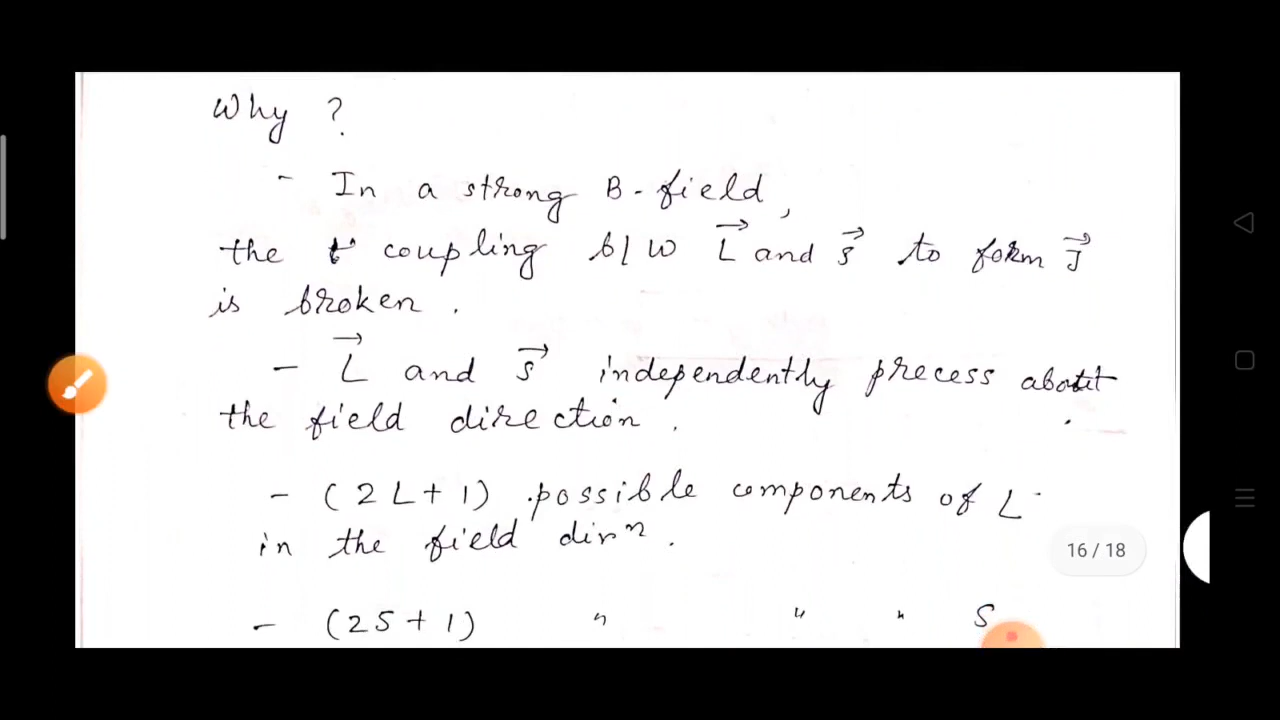 Why ?
- In a strong B-field,
the coupling b/w L⃗ and s⃗ to form J⃗
is broken .
- L⃗ and s⃗ independently precess about
the field direction .
- (2L+1) possible components of L
in the field dirⁿ .
- (2S+1) " " " S
16 / 18